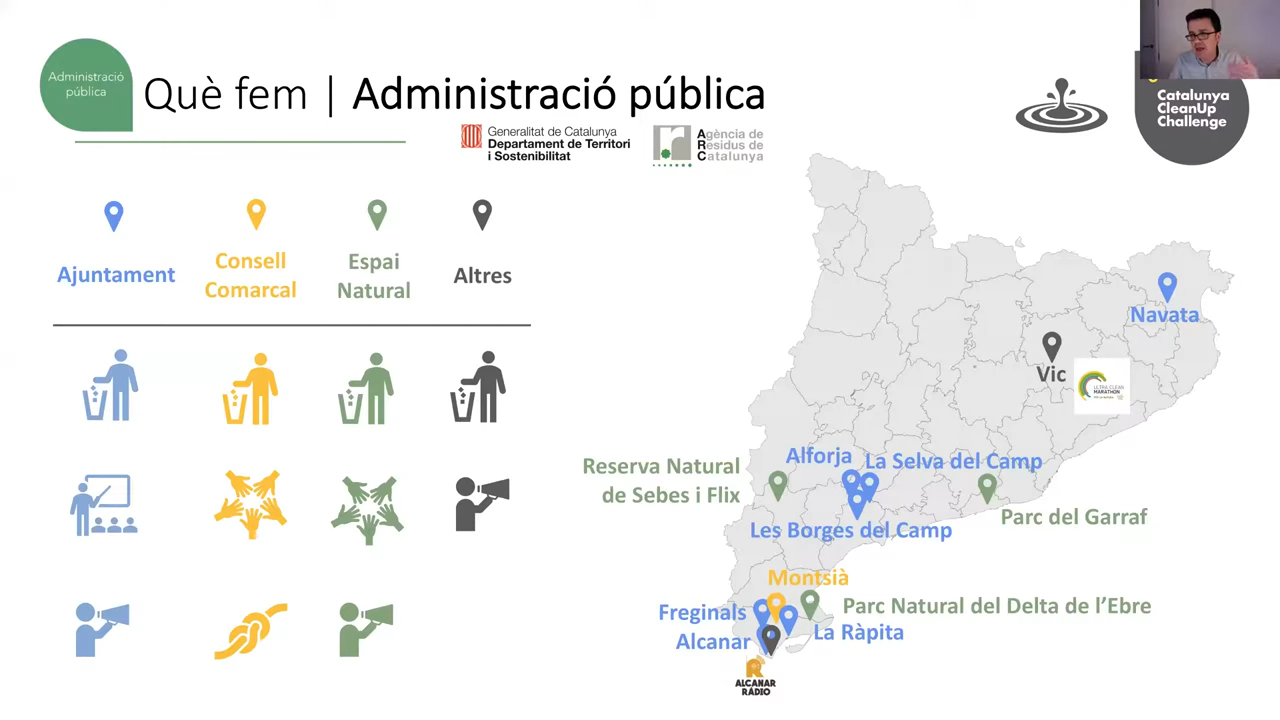 Administració
pública
Què fem | Administració pública
Generalitat de Catalunya
Departament de Territori
i Sostenibilitat
Agència de
Residus de
Catalunya
Catalunya
CleanUp
Challenge
Ajuntament
Consell
Comarcal
Espai
Natural
Altres
Navata
Vic
ULTRA CLEAN
MARATHON
Alforja
La Selva del Camp
Reserva Natural
de Sebes i Flix
Parc del Garraf
Les Borges del Camp
Montsià
Freginals
Parc Natural del Delta de l'Ebre
Alcanar
La Ràpita
ALCANAR
RÀDIO